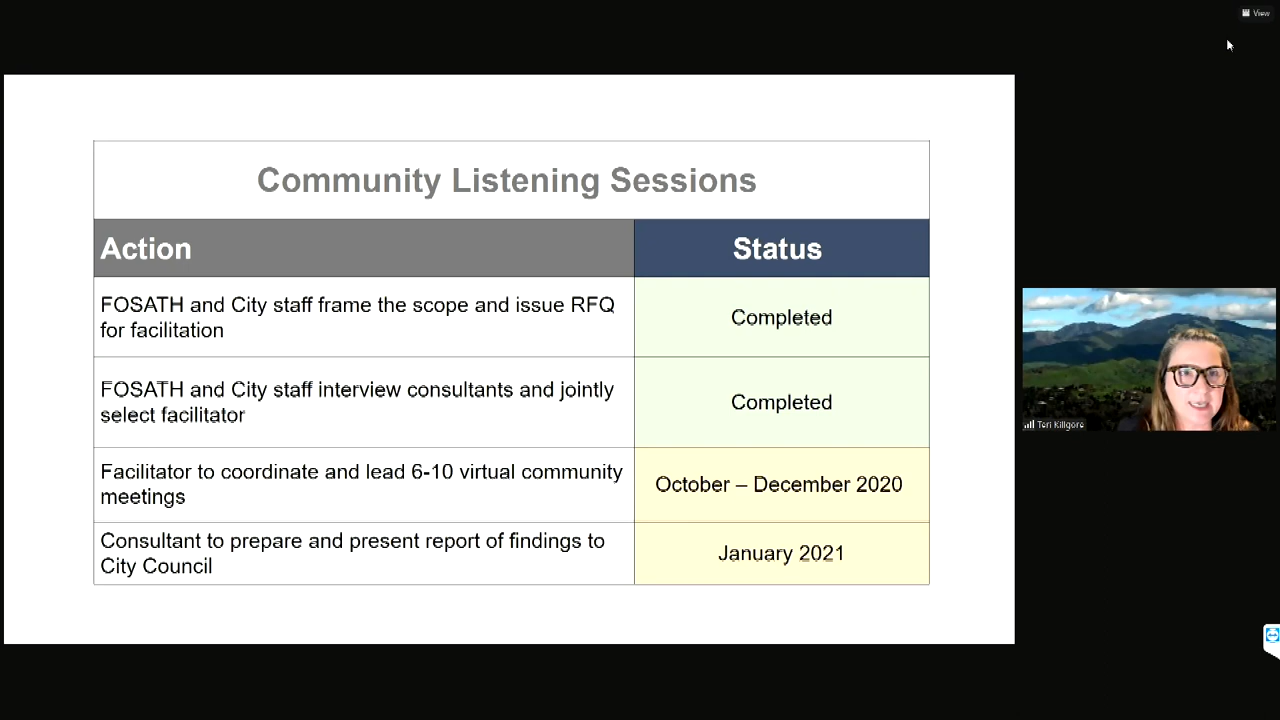 View
Community Listening Sessions
Action
Status
FOSATH and City staff frame the scope and issue RFQ
for facilitation
Completed
FOSATH and City staff interview consultants and jointly
select facilitator
Completed
Facilitator to coordinate and lead 6-10 virtual community
meetings
October – December 2020
Consultant to prepare and present report of findings to
City Council
January 2021
Teri Killgore